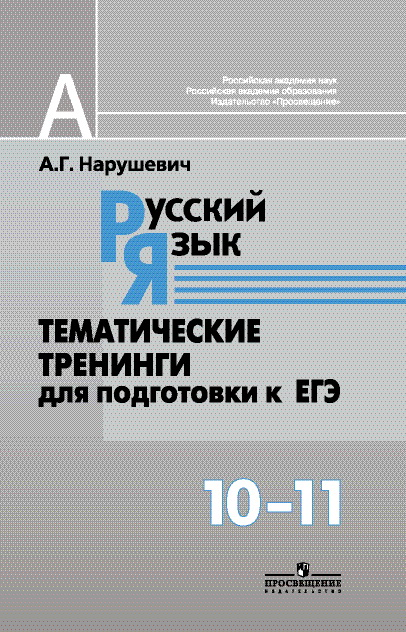 А
Российская академия наук
Российская академия образования
Издательство «Просвещение»
А.Г. Нарушевич
Русский
Язык
ТЕМАТИЧЕСКИЕ
ТРЕНИНГИ
для подготовки к ЕГЭ
10–11
ПРОСВЕЩЕНИЕ
ИЗДАТЕЛЬСТВО